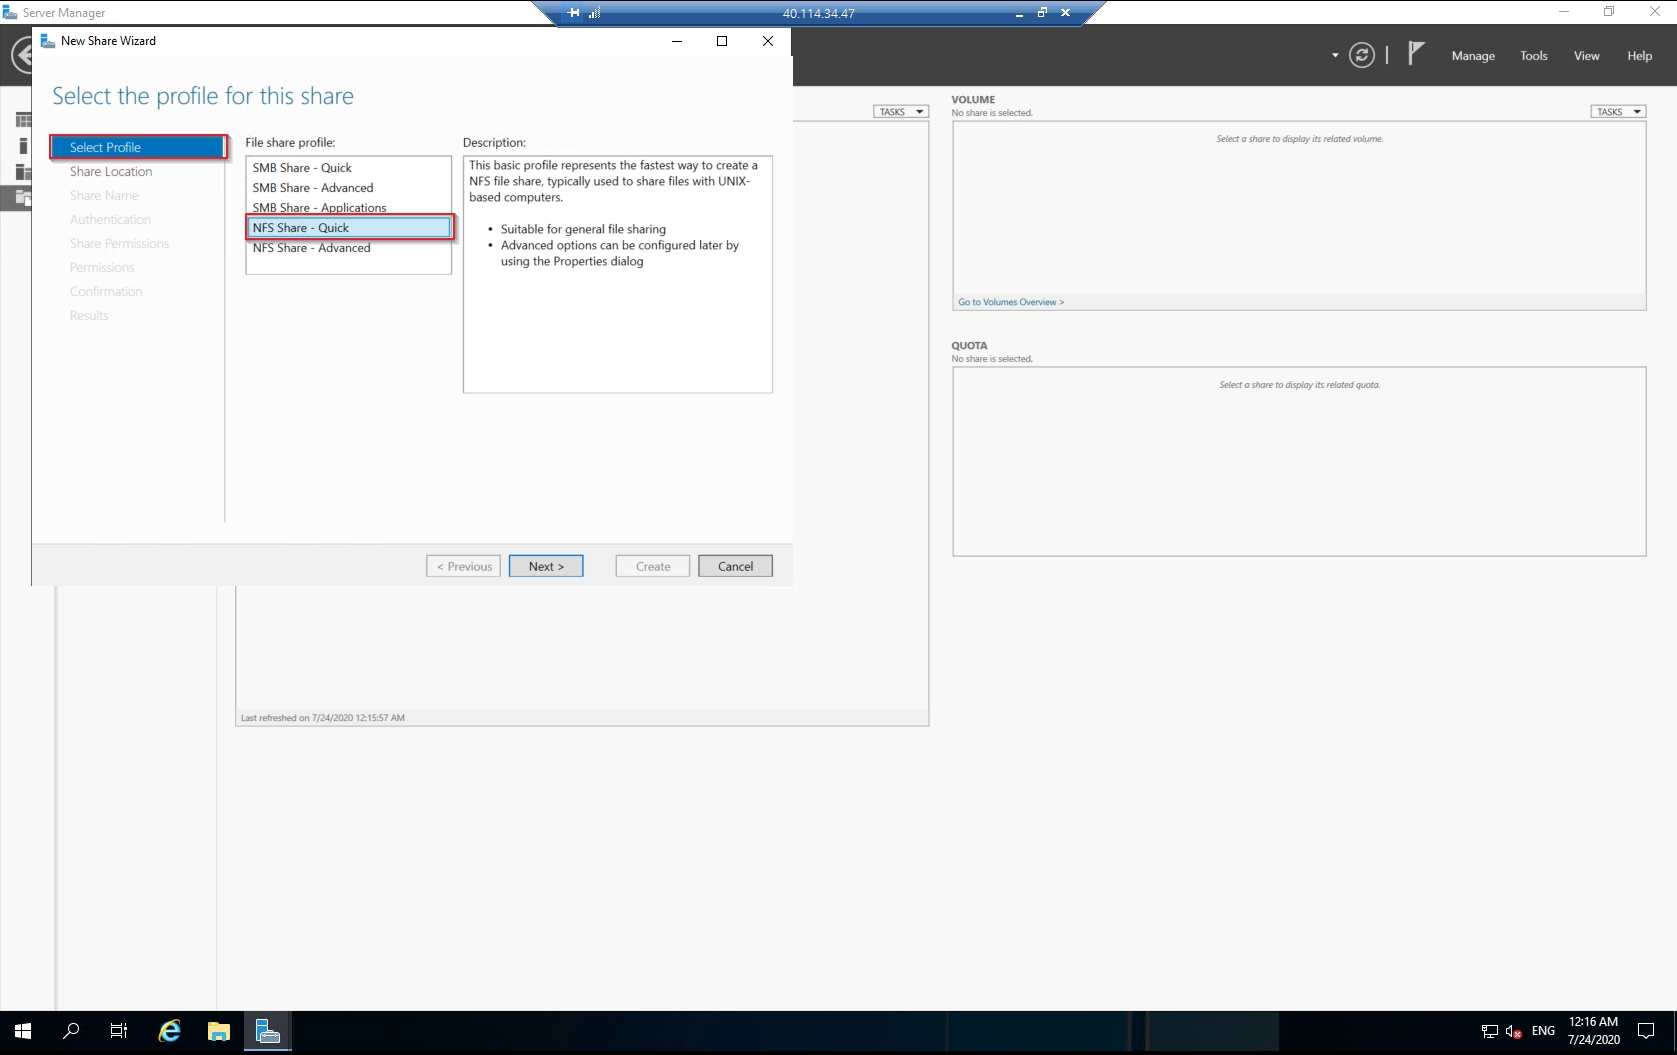 Server Manager
40.114.34.47
New Share Wizard
Manage Tools View Help
Select the profile for this share
Select Profile
Share Location
Share Name
Authentication
Share Permissions
Permissions
Confirmation
Results
File share profile:
SMB Share - Quick
SMB Share - Advanced
SMB Share - Applications
NFS Share - Quick
NFS Share - Advanced
Description:
This basic profile represents the fastest way to create a
NFS file share, typically used to share files with UNIX-
based computers.
• Suitable for general file sharing
• Advanced options can be configured later by
using the Properties dialog
< Previous
Next >
Create
Cancel
TASKS
VOLUME
No share is selected.
TASKS
Select a share to display its related volume.
Go to Volumes Overview >
QUOTA
No share is selected.
Select a share to display its related quota.
Last refreshed on 7/24/2020 12:15:57 AM
ENG
12:16 AM
7/24/2020